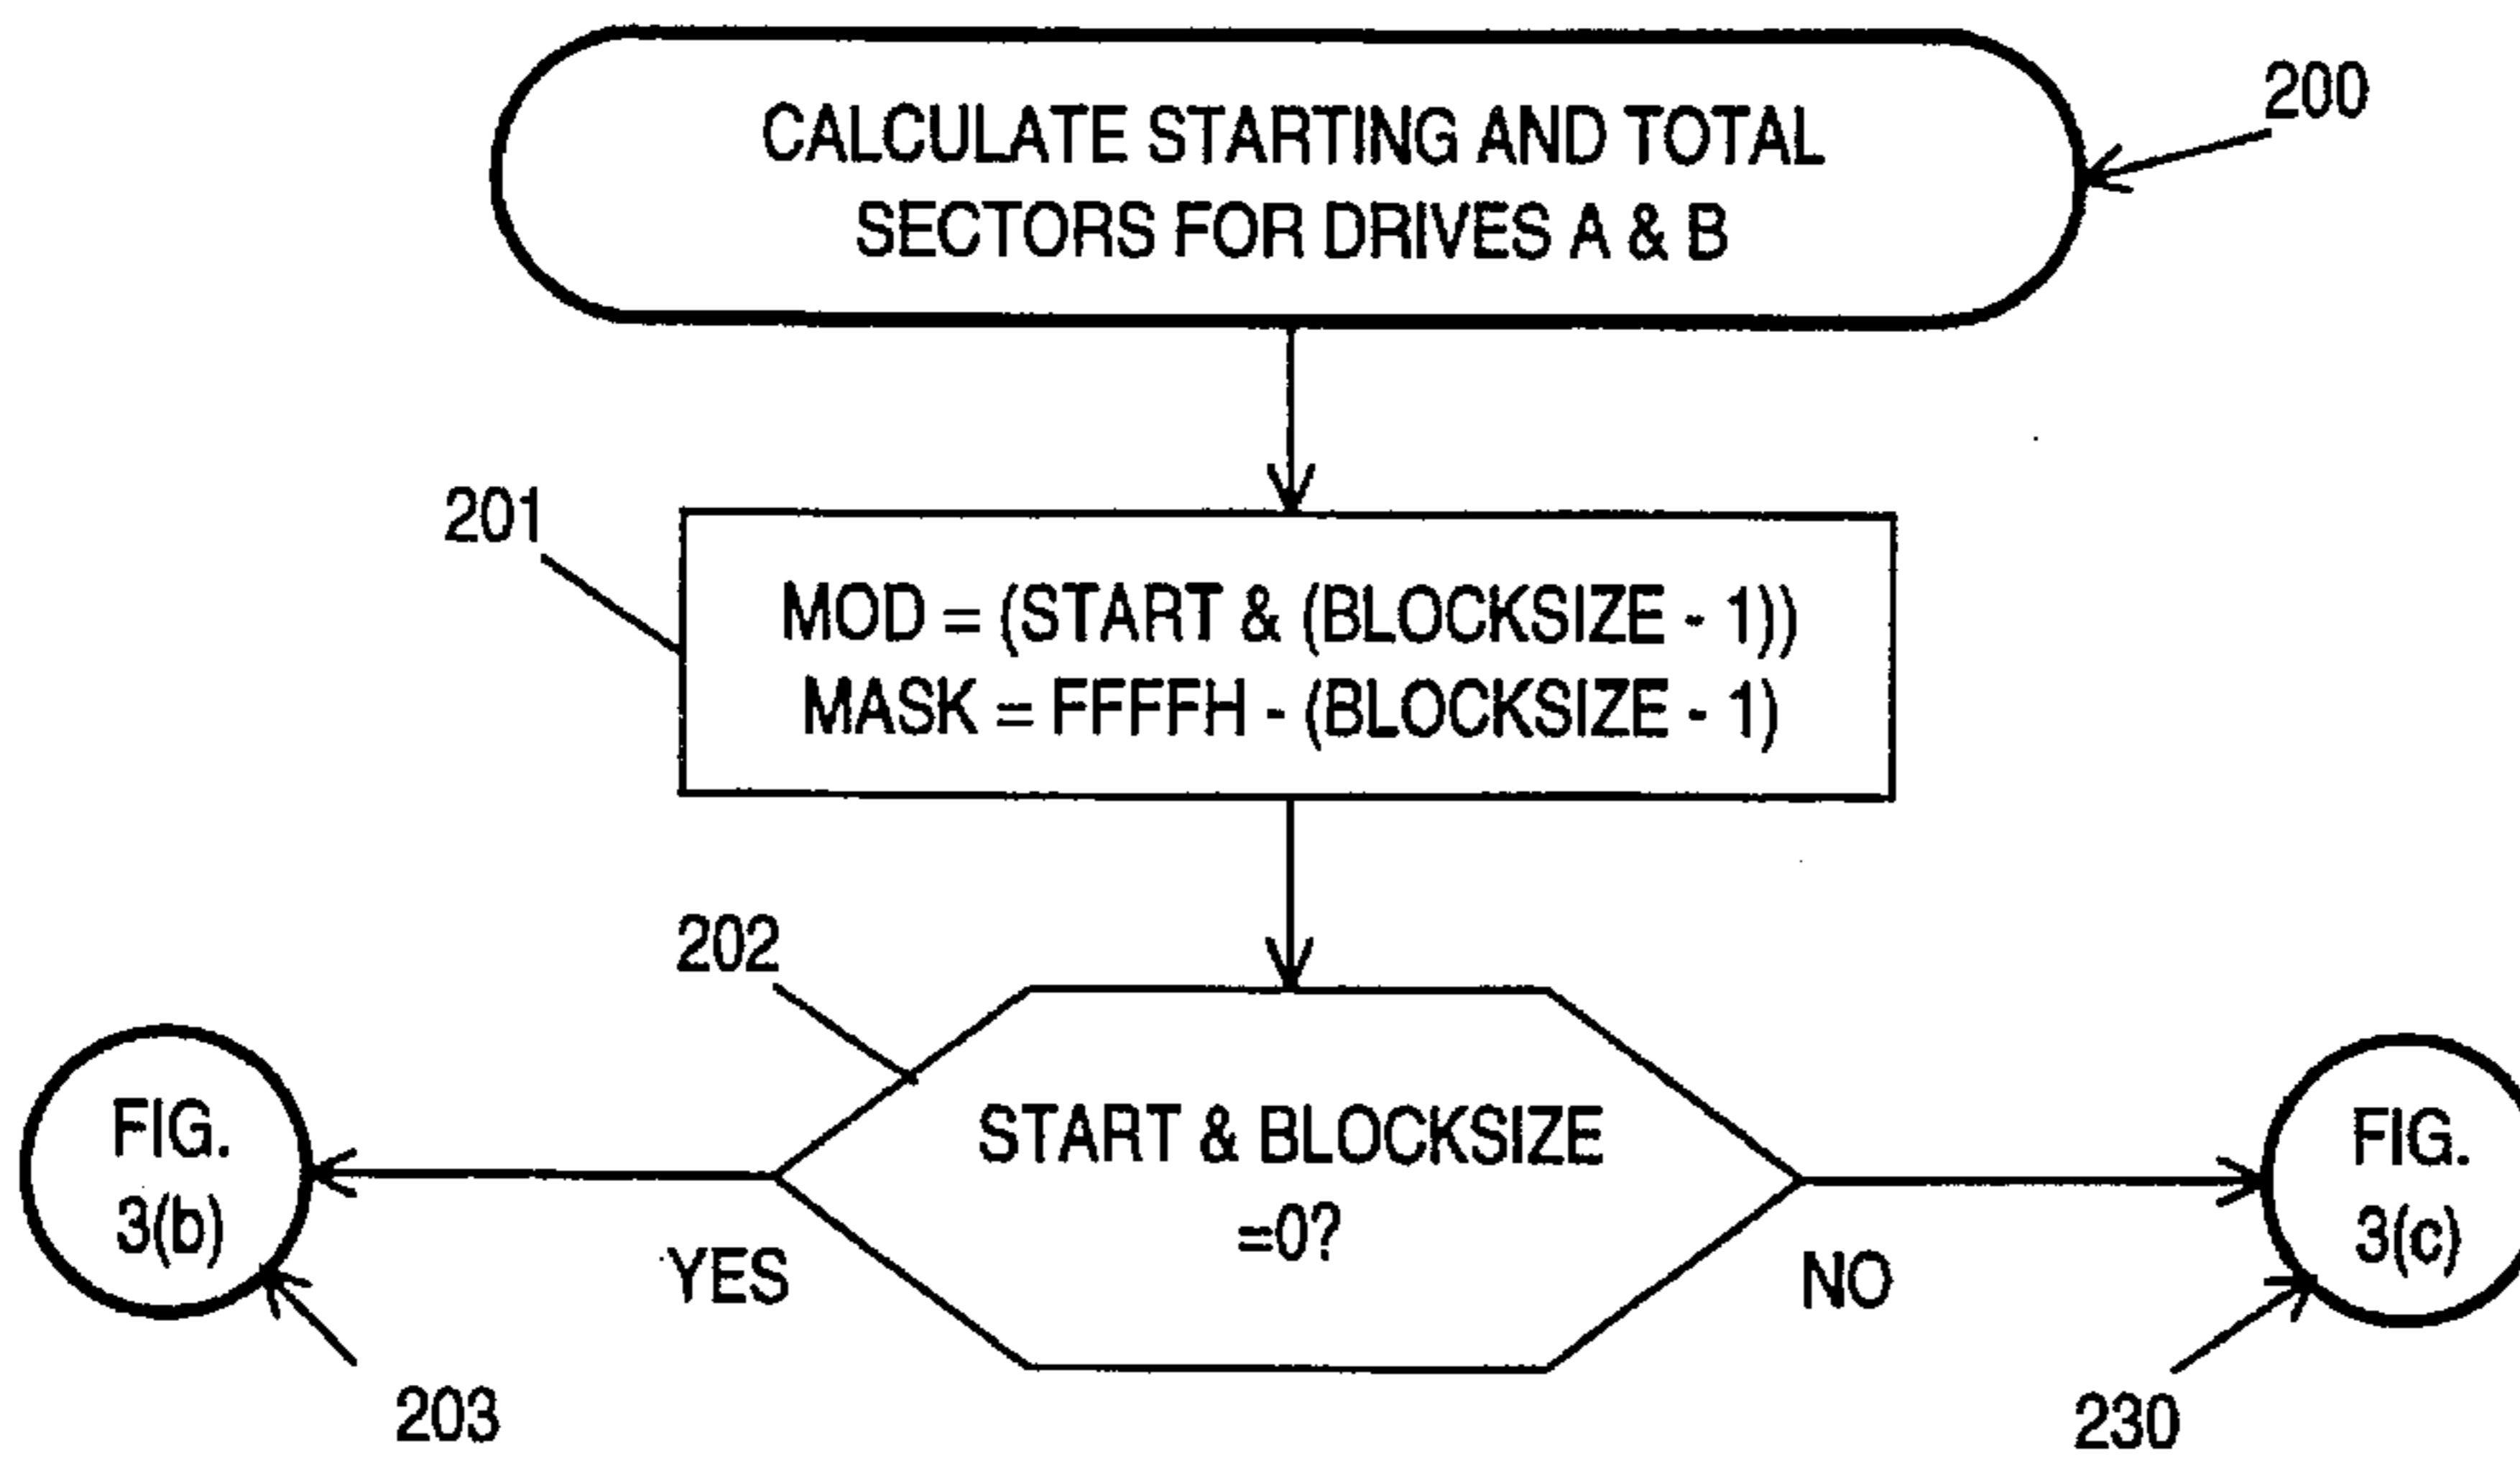 CALCULATE STARTING AND TOTAL
SECTORS FOR DRIVES A & B
200
201
MOD = (START & (BLOCKSIZE - 1))
MASK = FFFFH - (BLOCKSIZE - 1)
202
START & BLOCKSIZE
=0?
FIG.
3(b)
YES
203
FIG.
3(c)
NO
230